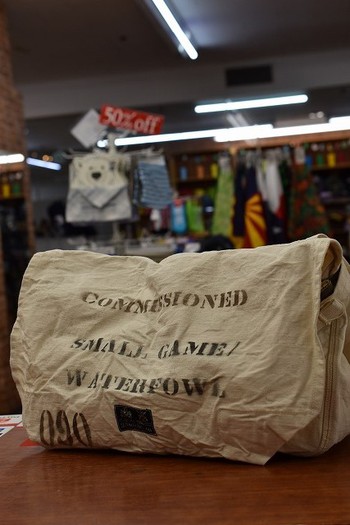 50% off
COMMISSIONED
SMALL GAME/
WATERFOWL
090